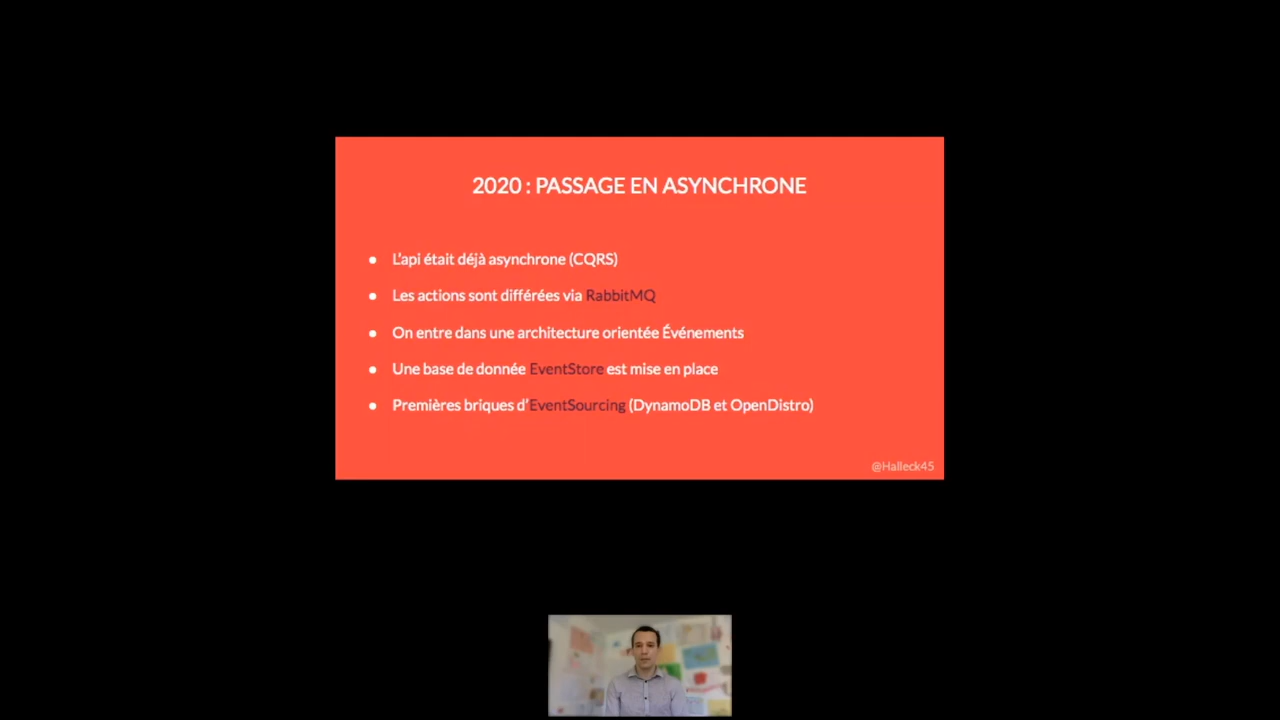 2020 : PASSAGE EN ASYNCHRONE
● L'api était déjà asynchrone (CQRS)
● Les actions sont différées via RabbitMQ
● On entre dans une architecture orientée Événements
● Une base de donnée EventStore est mise en place
● Premières briques d'EventSourcing (DynamoDB et OpenDistro)
@Halleck45